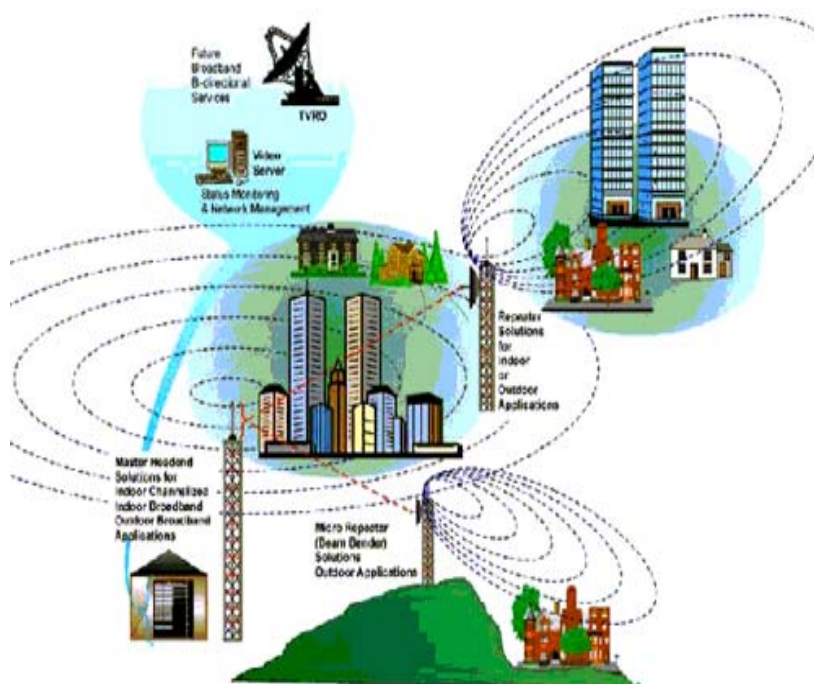 Future
Broadband
Bi-directional
Services
TVRO
Video
Server
Status Monitoring
& Network Management
Repeater
Solutions
for
Indoor
or
Outdoor
Applications
Master Headend
Solutions for
Indoor Channelized
Indoor Broadband
Outdoor Broadband
Applications
Micro Repeater
(Beam Bender)
Solutions
Outdoor Applications